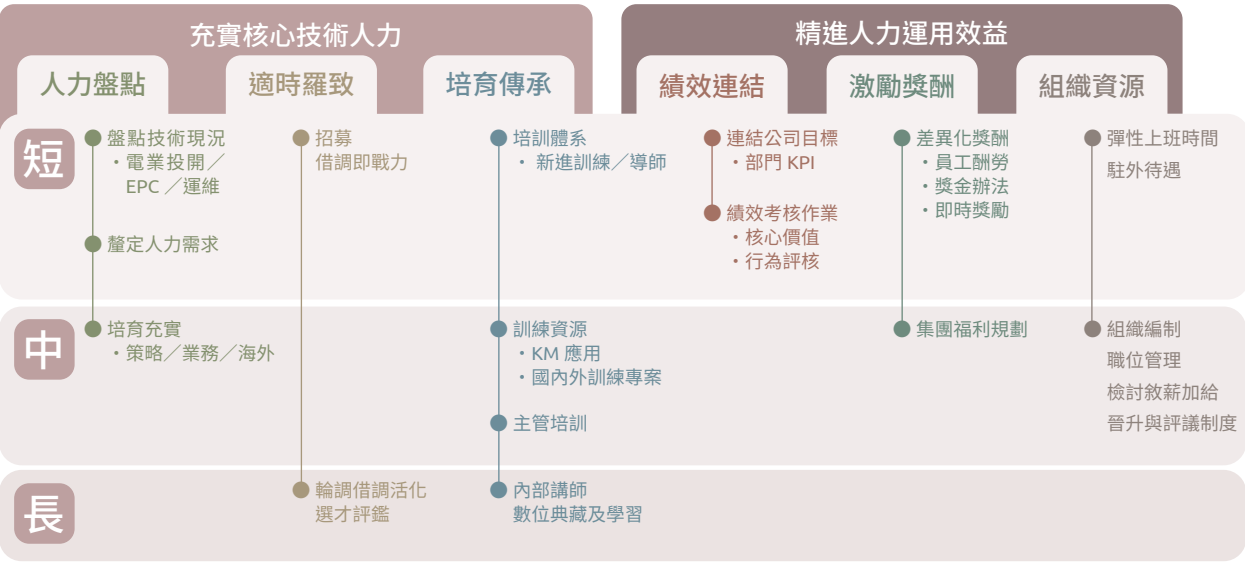 充實核心技術人力
精進人力運用效益
人力盤點
適時羅致
培育傳承
績效連結
激勵獎酬
組織資源
短
盤點技術現況
・電業投開／
EPC／運維
釐定人力需求
招募
借調即戰力
培訓體系
・新進訓練／導師
連結公司目標
・部門 KPI
績效考核作業
・核心價值
・行為評核
差異化獎酬
・員工酬勞
・獎金辦法
・即時獎勵
彈性上班時間
駐外待遇
中
培育充實
・策略／業務／海外
訓練資源
・KM 應用
・國內外訓練專案
主管培訓
集團福利規劃
組織編制
職位管理
檢討敘薪加給
晉升與評議制度
長
輪調借調活化
選才評鑑
內部講師
數位典藏及學習